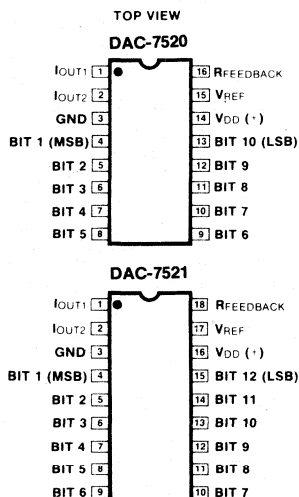 TOP VIEW
DAC-7520
IOUT1 1 16 RFEEDBACK
IOUT2 2 15 VREF
GND 3 14 VDD (+)
BIT 1 (MSB) 4 13 BIT 10 (LSB)
BIT 2 5 12 BIT 9
BIT 3 6 11 BIT 8
BIT 4 7 10 BIT 7
BIT 5 8 9 BIT 6
DAC-7521
IOUT1 1 18 RFEEDBACK
IOUT2 2 17 VREF
GND 3 16 VDD (+)
BIT 1 (MSB) 4 15 BIT 12 (LSB)
BIT 2 5 14 BIT 11
BIT 3 6 13 BIT 10
BIT 4 7 12 BIT 9
BIT 5 8 11 BIT 8
BIT 6 9 10 BIT 7